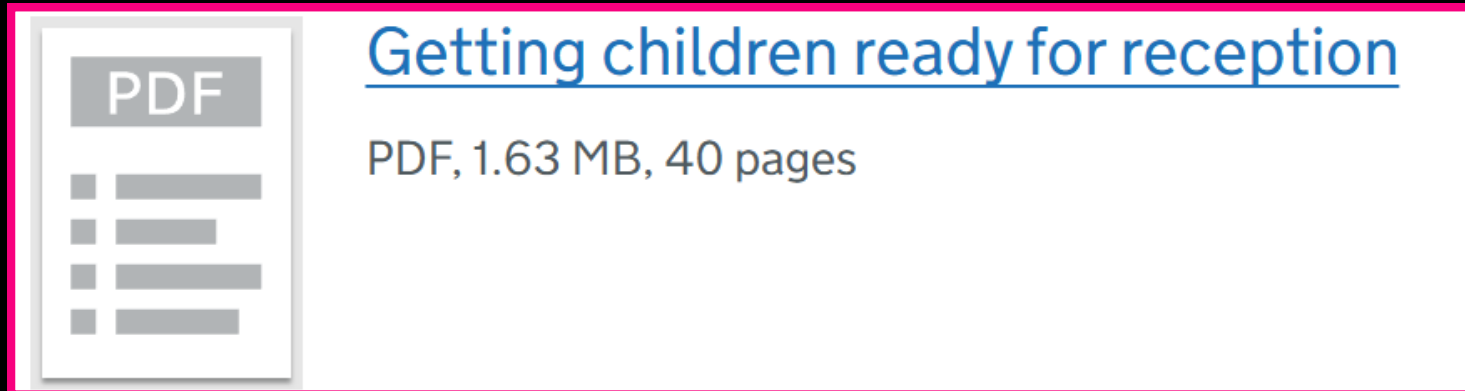 PDF
Getting children ready for reception
PDF, 1.63 MB, 40 pages